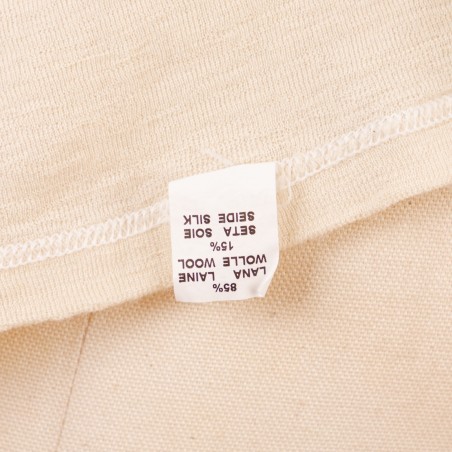 85%
LANA LAINE
WOLLE WOOL
15%
SETA SOIE
SEIDE SILK